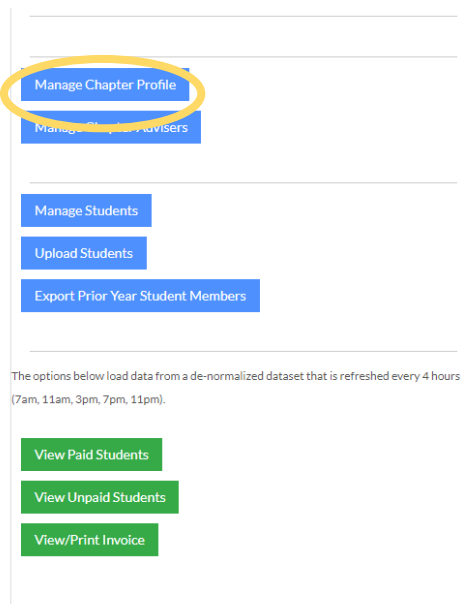 Manage Chapter Profile
Manage Chapter Advisers
Manage Students
Upload Students
Export Prior Year Student Members
The options below load data from a de-normalized dataset that is refreshed every 4 hours
(7am, 11am, 3pm, 7pm, 11pm).
View Paid Students
View Unpaid Students
View/Print Invoice